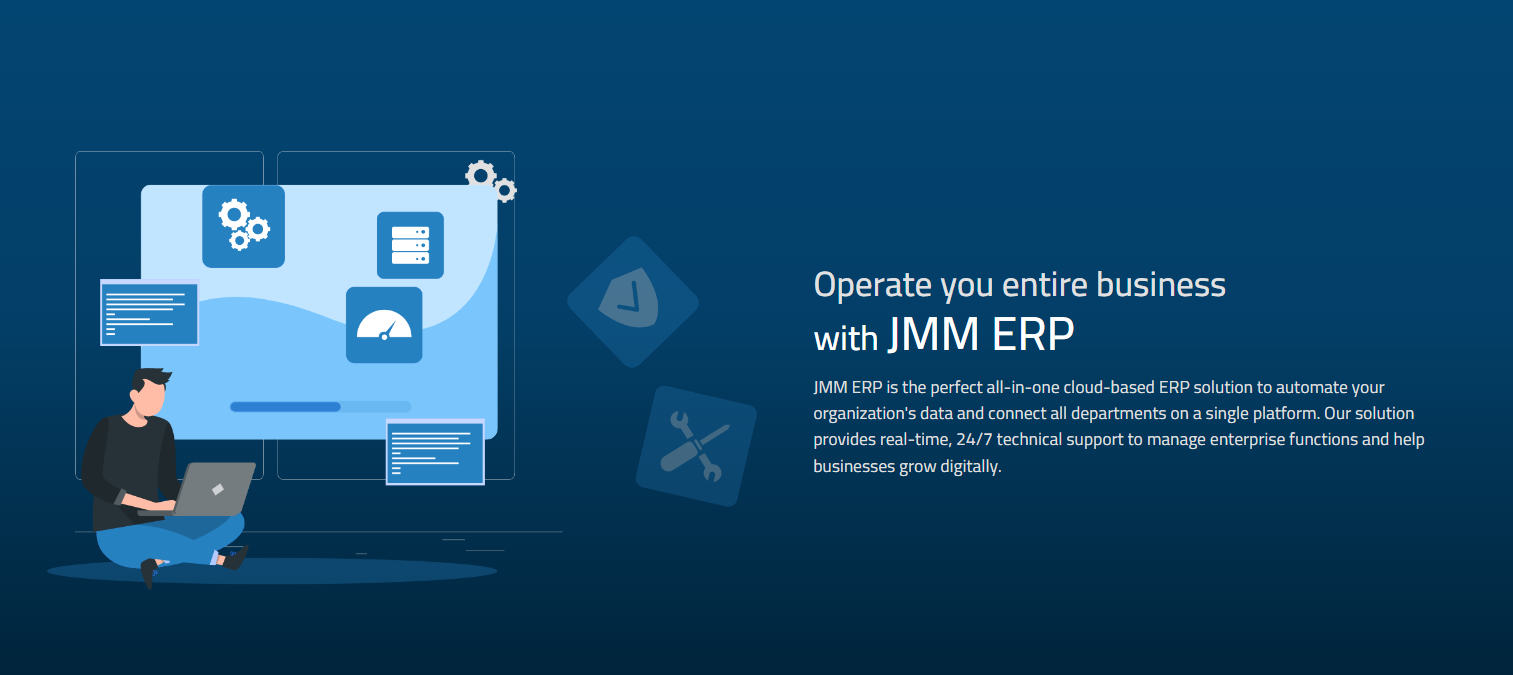 Operate you entire business
with JMM ERP
JMM ERP is the perfect all-in-one cloud-based ERP solution to automate your
organization's data and connect all departments on a single platform. Our solution
provides real-time, 24/7 technical support to manage enterprise functions and help
businesses grow digitally.